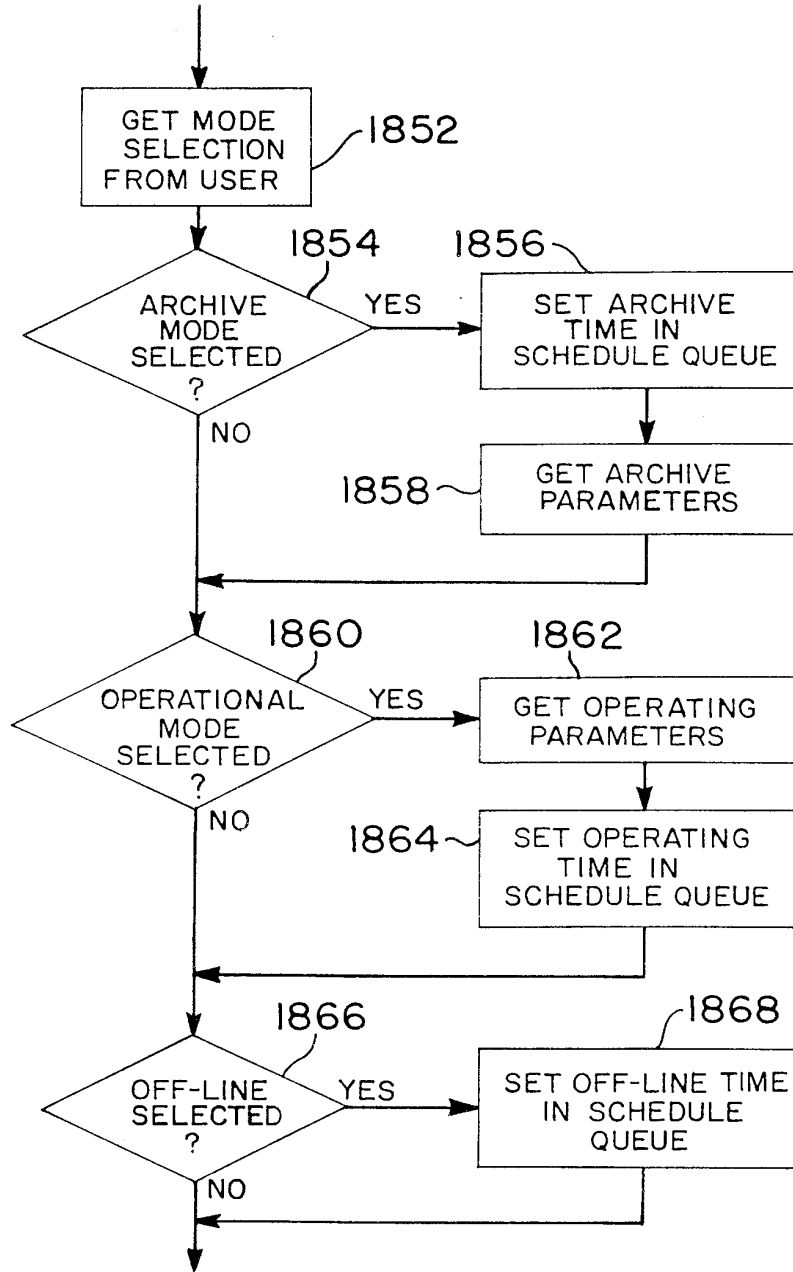 GET MODE
SELECTION
FROM USER
1852
1854
ARCHIVE
MODE
SELECTED
?
YES
NO
1856
SET ARCHIVE
TIME IN
SCHEDULE QUEUE
1858
GET ARCHIVE
PARAMETERS
1860
OPERATIONAL
MODE
SELECTED
?
YES
NO
1862
GET OPERATING
PARAMETERS
1864
SET OPERATING
TIME IN
SCHEDULE QUEUE
1866
OFF-LINE
SELECTED
?
YES
NO
1868
SET OFF-LINE TIME
IN SCHEDULE
QUEUE